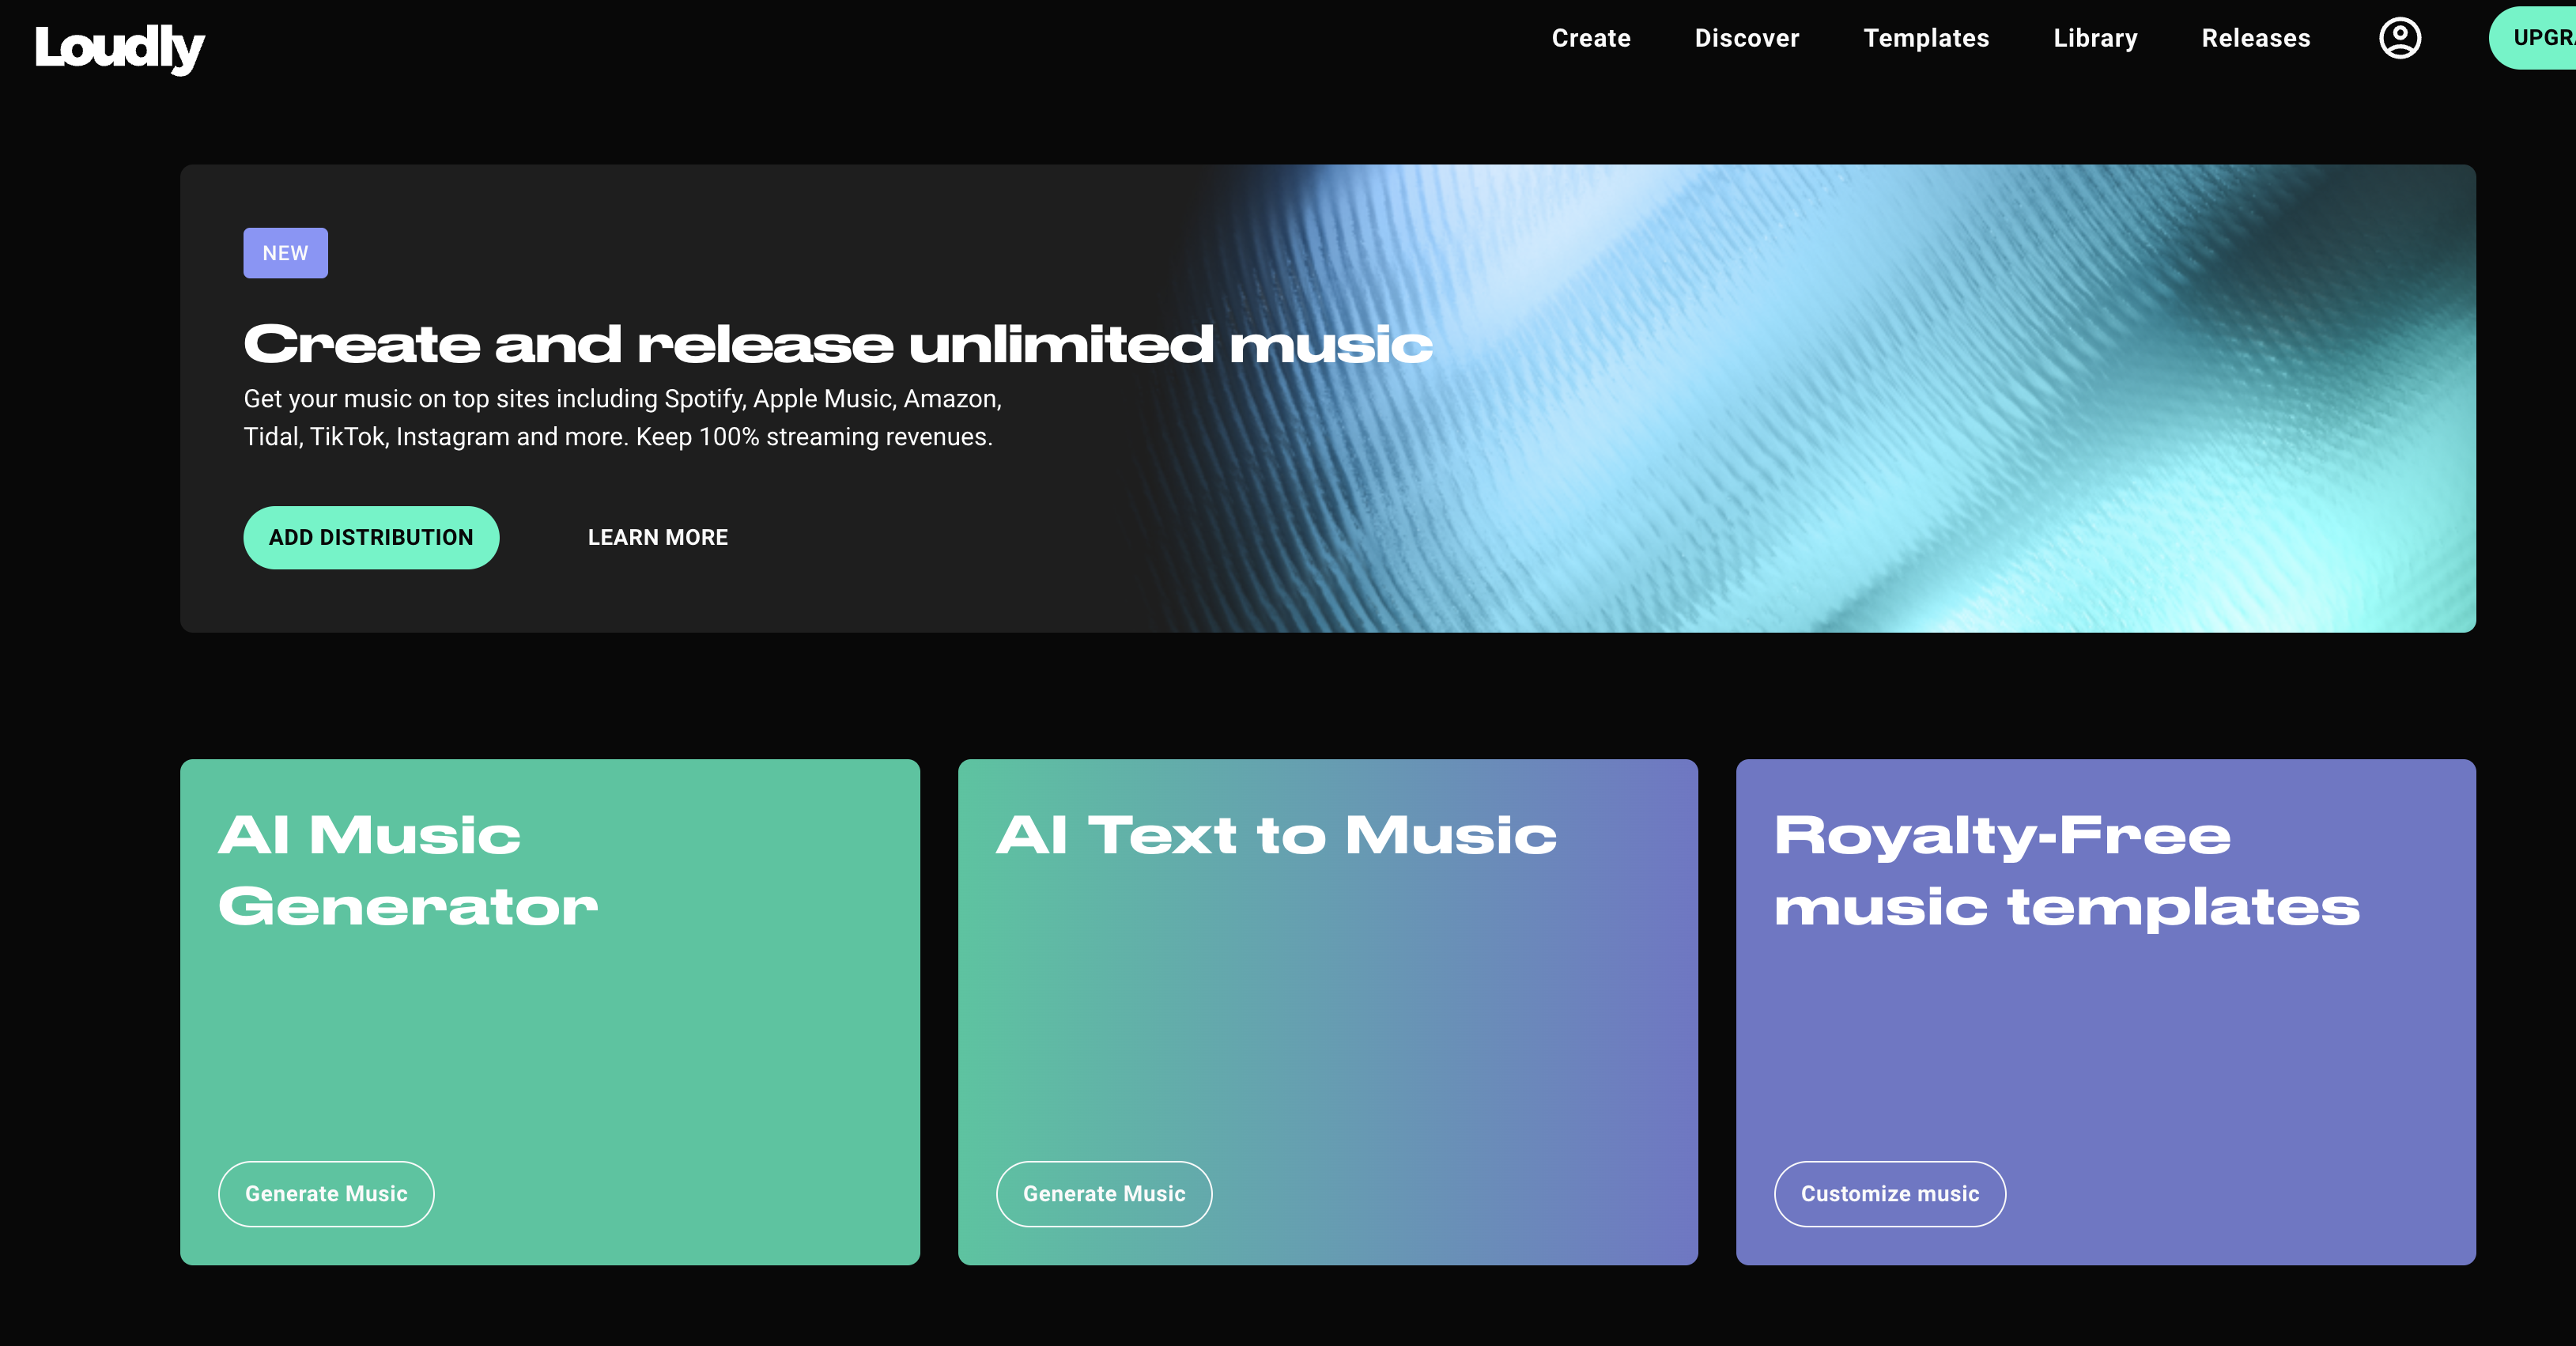 Loudly
Create
Discover
Templates
Library
Releases
NEW
Create and release unlimited music
Get your music on top sites including Spotify, Apple Music, Amazon,
Tidal, TikTok, Instagram and more. Keep 100% streaming revenues.
ADD DISTRIBUTION
LEARN MORE
AI Music
Generator
Generate Music
AI Text to Music
Generate Music
Royalty-Free
music templates
Customize music